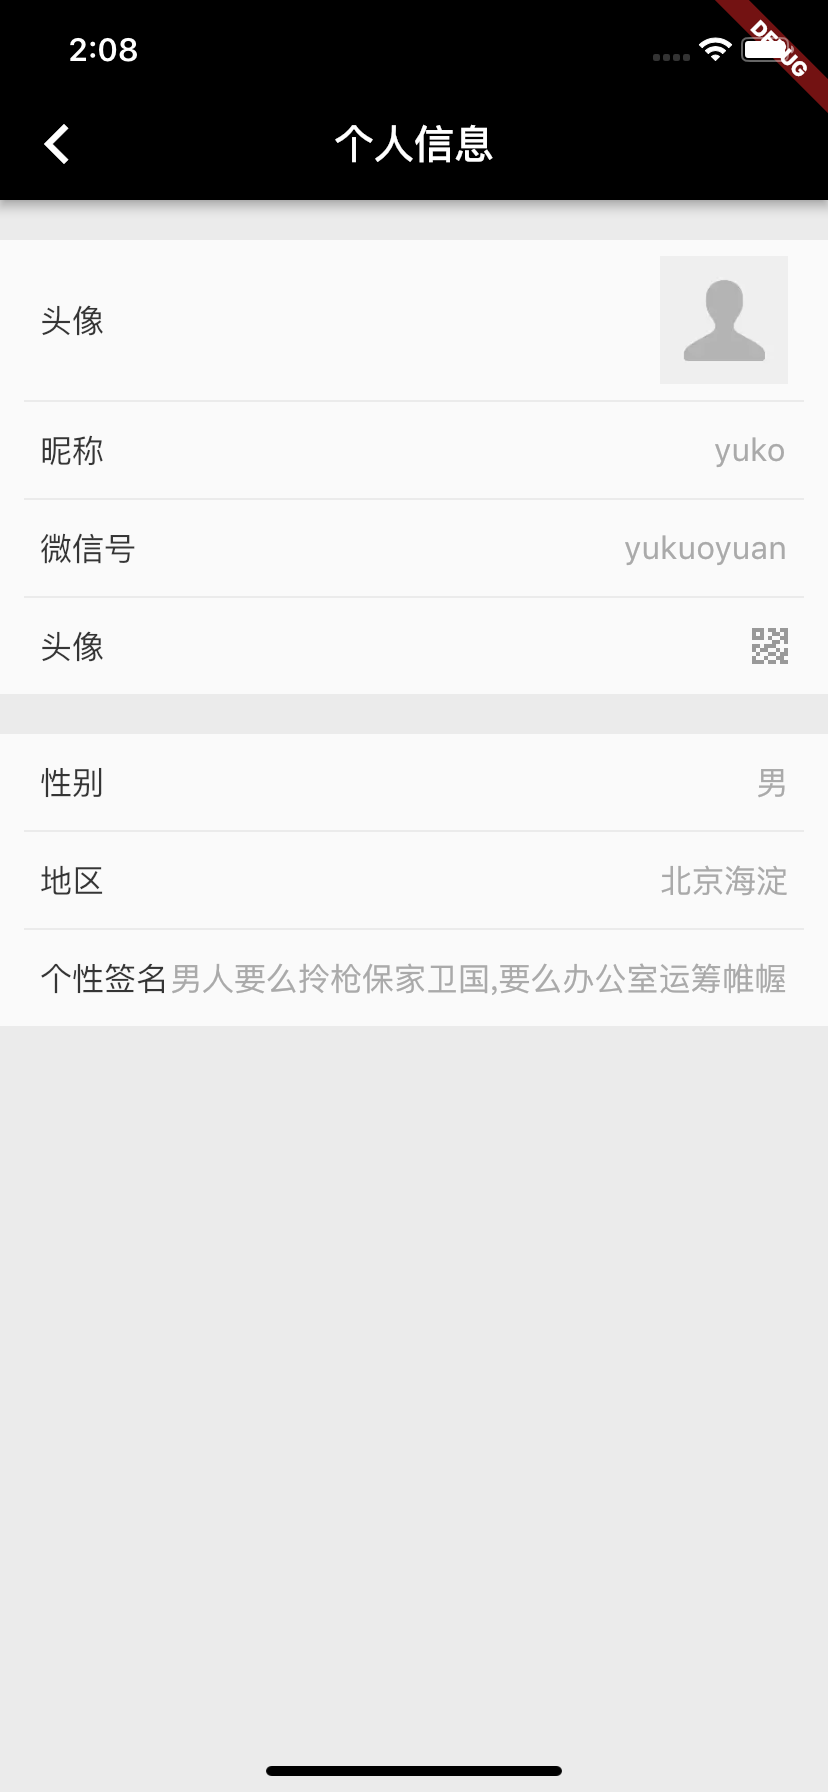 2:08
DEBUG
个人信息
头像
昵称 yuko
微信号 yukuoyuan
头像
性别 男
地区 北京海淀
个性签名 男人要么拎枪保家卫国,要么办公室运筹帷幄